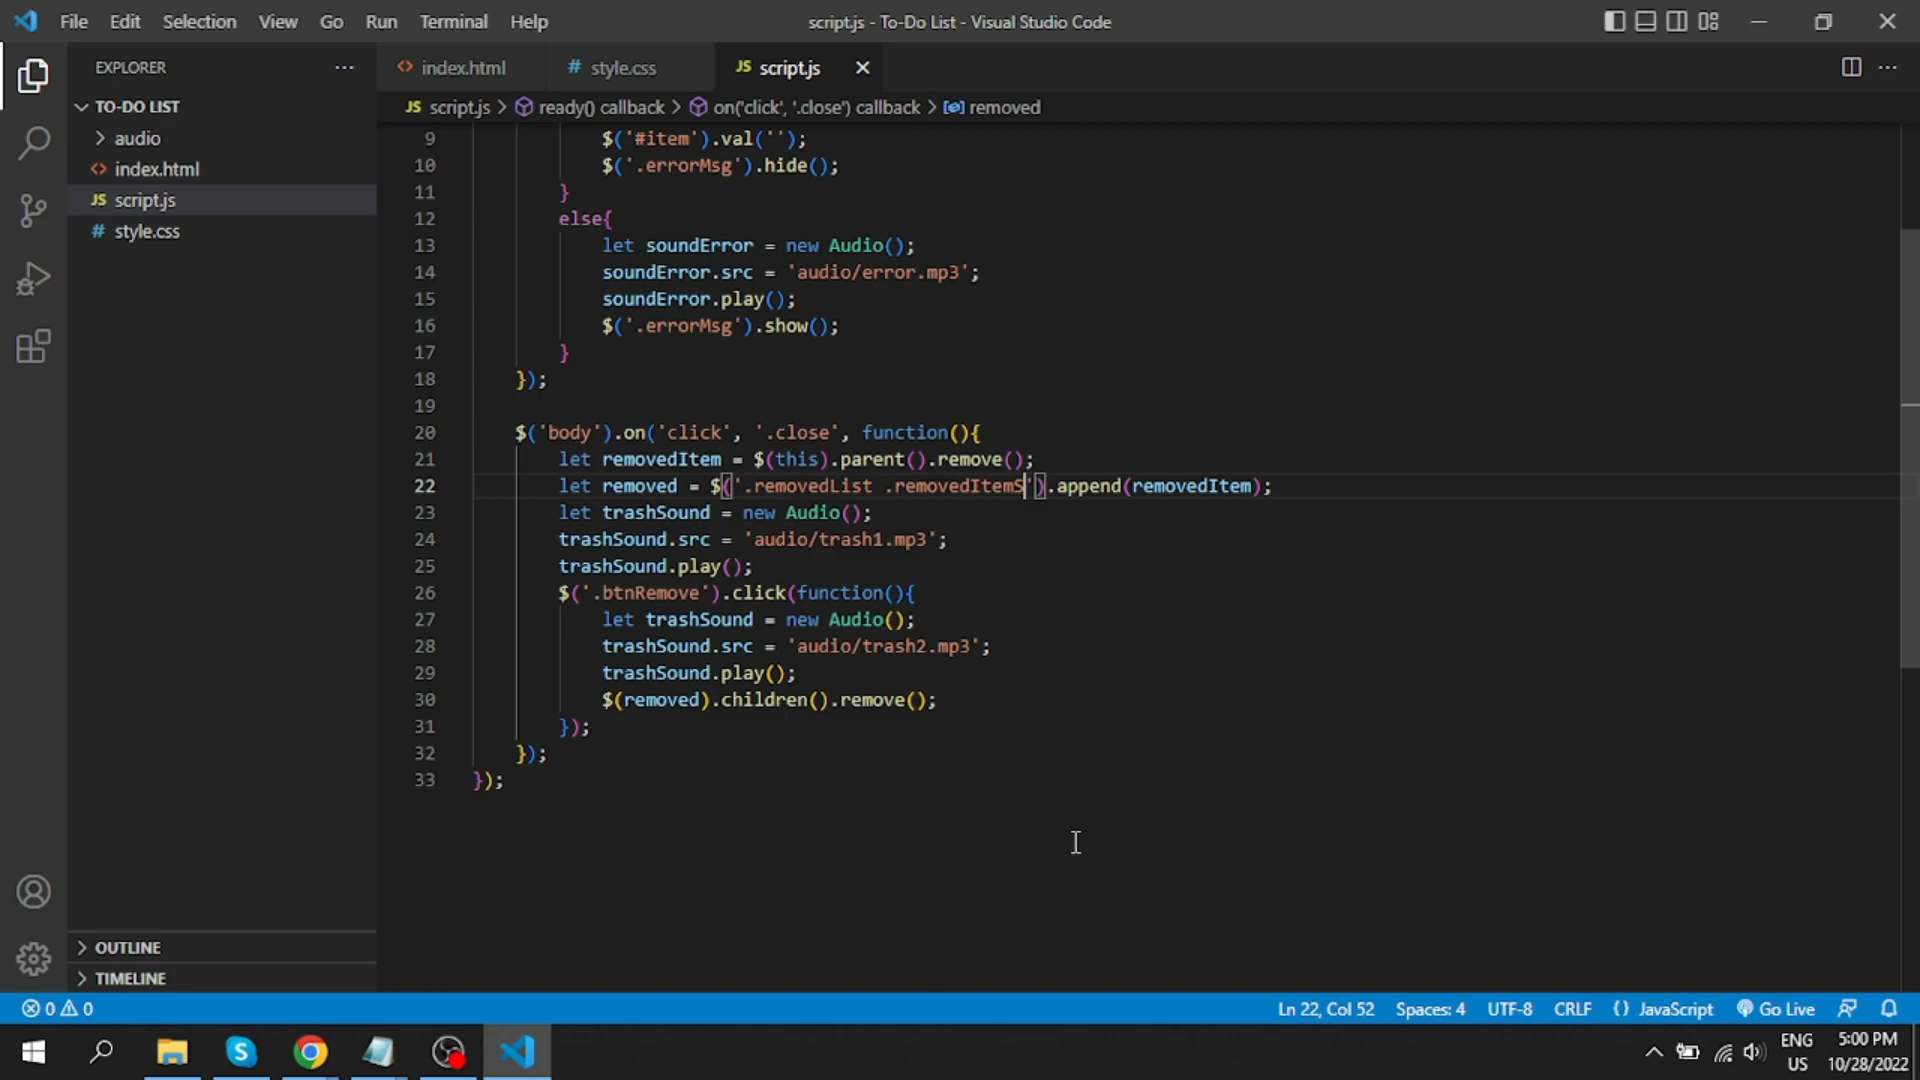 File Edit Selection View Go Run Terminal Help
script.js - To-Do List - Visual Studio Code
EXPLORER
TO-DO LIST
audio
index.html
JS script.js
# style.css
OUTLINE
TIMELINE
index.html
# style.css
JS script.js
JS script.js > ready() callback > on('click', '.close') callback > removed
9 $('#item').val('');
10 $('.errorMsg').hide();
11 }
12 else{
13 let soundError = new Audio();
14 soundError.src = 'audio/error.mp3';
15 soundError.play();
16 $('.errorMsg').show();
17 }
18 });
19
20 $('body').on('click', '.close', function(){
21 let removedItem = $(this).parent().remove();
22 let removed = $('.removedList .removedItemS').append(removedItem);
23 let trashSound = new Audio();
24 trashSound.src = 'audio/trash1.mp3';
25 trashSound.play();
26 $('.btnRemove').click(function(){
27 let trashSound = new Audio();
28 trashSound.src = 'audio/trash2.mp3';
29 trashSound.play();
30 $(removed).children().remove();
31 });
32 });
33 });
0 0
Ln 22, Col 52 Spaces: 4 UTF-8 CRLF {} JavaScript Go Live
S
ENG
US
5:00 PM
10/28/2022